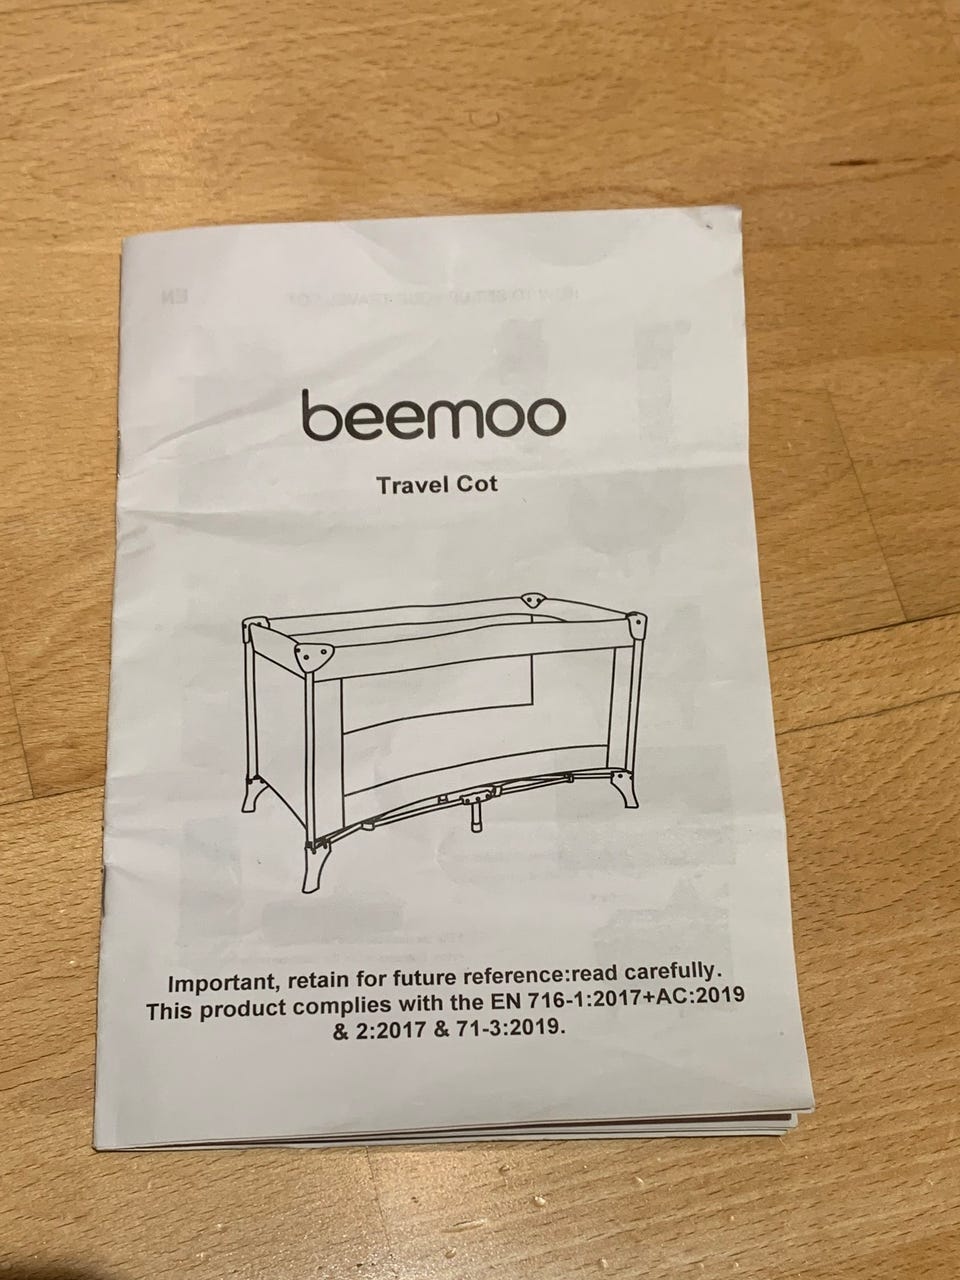 beemoo
Travel Cot
Important, retain for future reference:read carefully.
This product complies with the EN 716-1:2017+AC:2019
& 2:2017 & 71-3:2019.